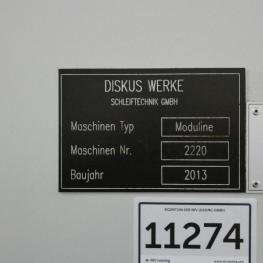 DISKUS WERKE
SCHLEIFTECHNIK GMBH
Maschinen Typ Moduline
Maschinen Nr. 2220
Baujahr 2013
11274